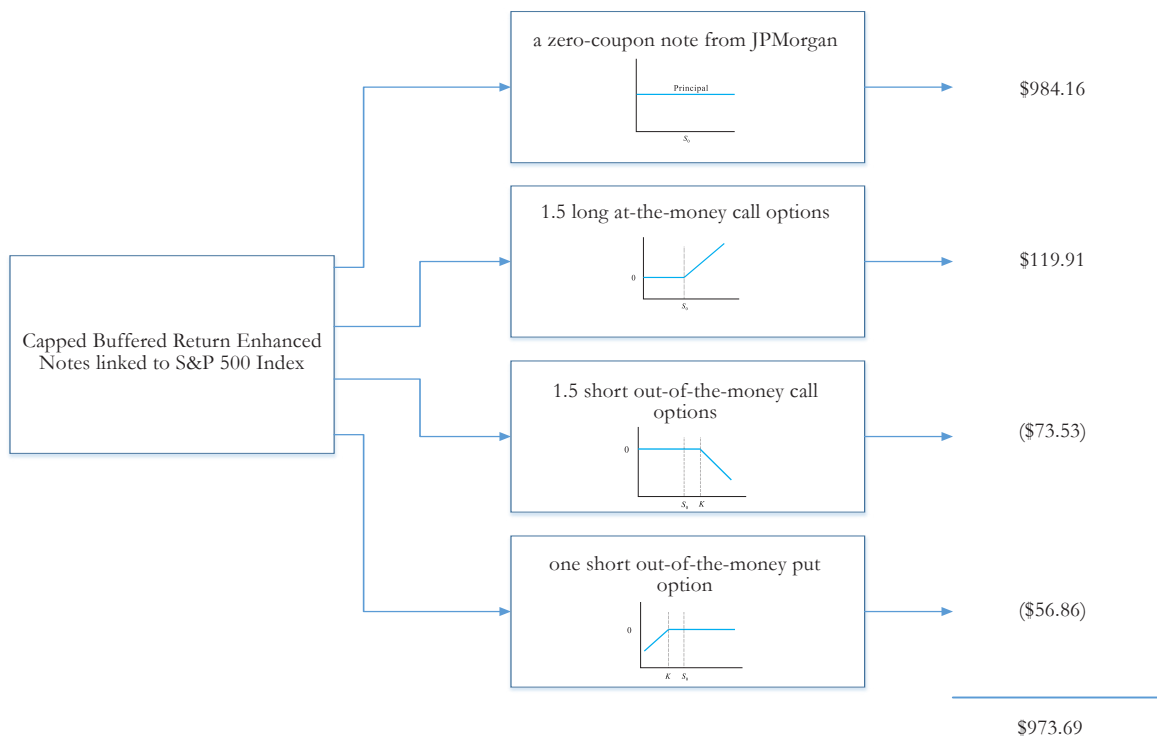 a zero-coupon note from JPMorgan
Principal
S₀
$984.16
1.5 long at-the-money call options
0
S₀
$119.91
Capped Buffered Return Enhanced
Notes linked to S&P 500 Index
1.5 short out-of-the-money call
options
0
S₀ K
($73.53)
one short out-of-the-money put
option
0
K S₀
($56.86)
$973.69